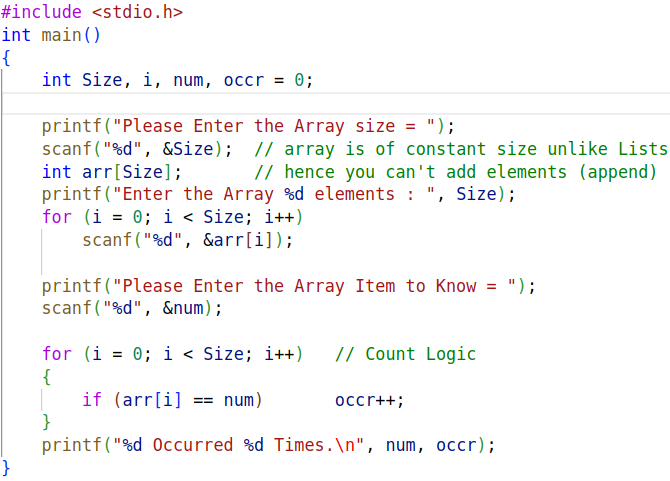 #include <stdio.h>
int main()
{
    int Size, i, num, occr = 0;
    printf("Please Enter the Array size = ");
    scanf("%d", &Size);  // array is of constant size unlike Lists
    int arr[Size];       // hence you can't add elements (append)
    printf("Enter the Array %d elements : ", Size);
    for (i = 0; i < Size; i++)
        scanf("%d", &arr[i]);
    printf("Please Enter the Array Item to Know = ");
    scanf("%d", &num);
    for (i = 0; i < Size; i++)   // Count Logic
    {
        if (arr[i] == num)       occr++;
    }
    printf("%d Occurred %d Times.\n", num, occr);
}